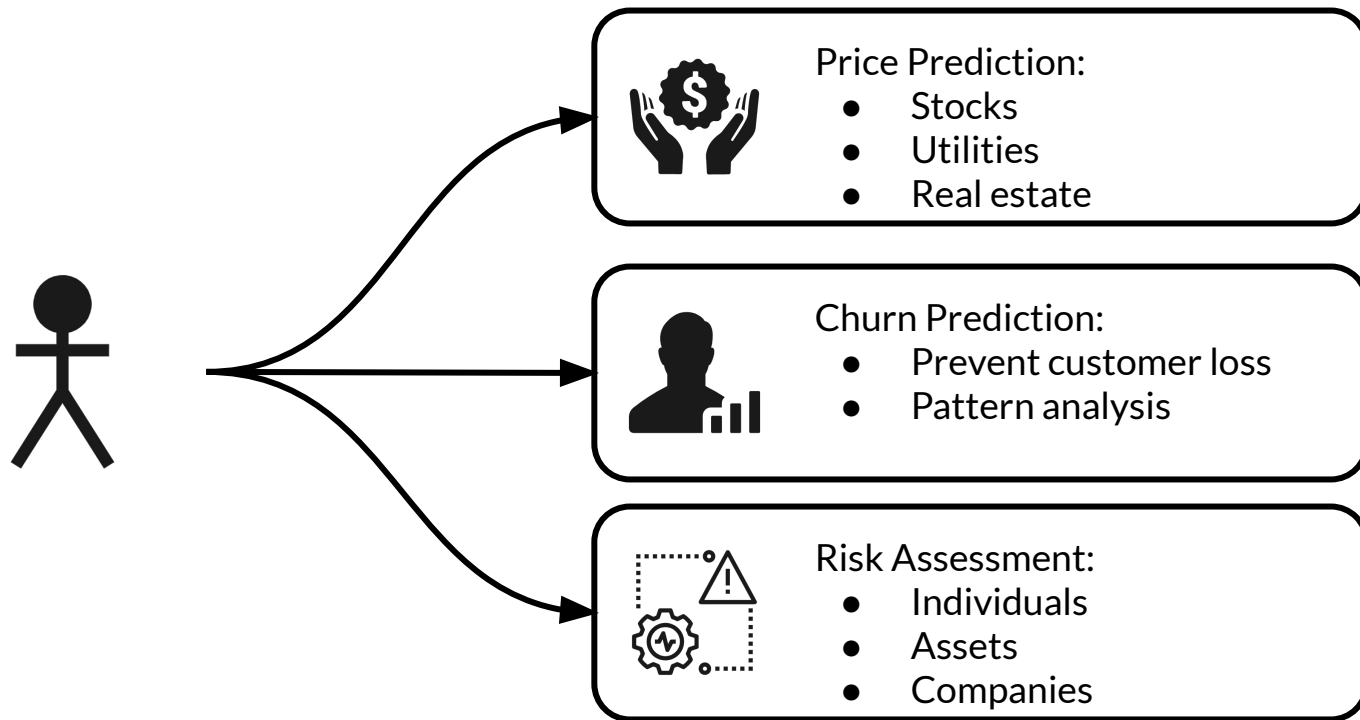 $
Price Prediction:
● Stocks
● Utilities
● Real estate
Churn Prediction:
● Prevent customer loss
● Pattern analysis
!
Risk Assessment:
● Individuals
● Assets
● Companies